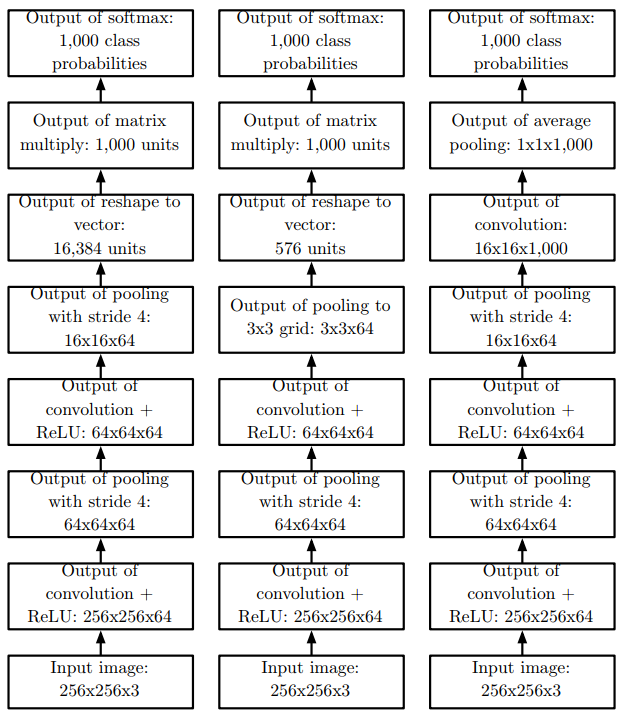 Output of softmax:
1,000 class
probabilities
Output of matrix
multiply: 1,000 units
Output of reshape to
vector:
16,384 units
Output of pooling
with stride 4:
16x16x64
Output of
convolution +
ReLU: 64x64x64
Output of pooling
with stride 4:
64x64x64
Output of
convolution +
ReLU: 256x256x64
Input image:
256x256x3
Output of softmax:
1,000 class
probabilities
Output of matrix
multiply: 1,000 units
Output of reshape to
vector:
576 units
Output of pooling to
3x3 grid: 3x3x64
Output of
convolution +
ReLU: 64x64x64
Output of pooling
with stride 4:
64x64x64
Output of
convolution +
ReLU: 256x256x64
Input image:
256x256x3
Output of softmax:
1,000 class
probabilities
Output of average
pooling: 1x1x1,000
Output of
convolution:
16x16x1,000
Output of pooling
with stride 4:
16x16x64
Output of
convolution +
ReLU: 64x64x64
Output of pooling
with stride 4:
64x64x64
Output of
convolution +
ReLU: 256x256x64
Input image:
256x256x3